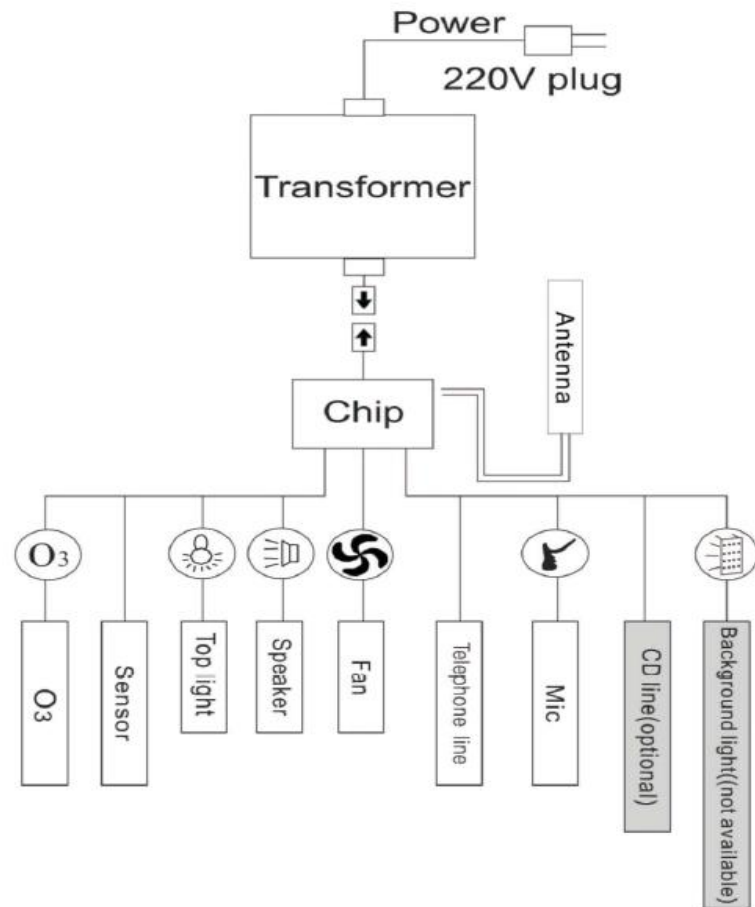 Power
220V plug
Transformer
Antenna
Chip
O3
O3
Sensor
Top light
Speaker
Fan
Telephone line
Mic
CD line(optional)
Background light((not available)